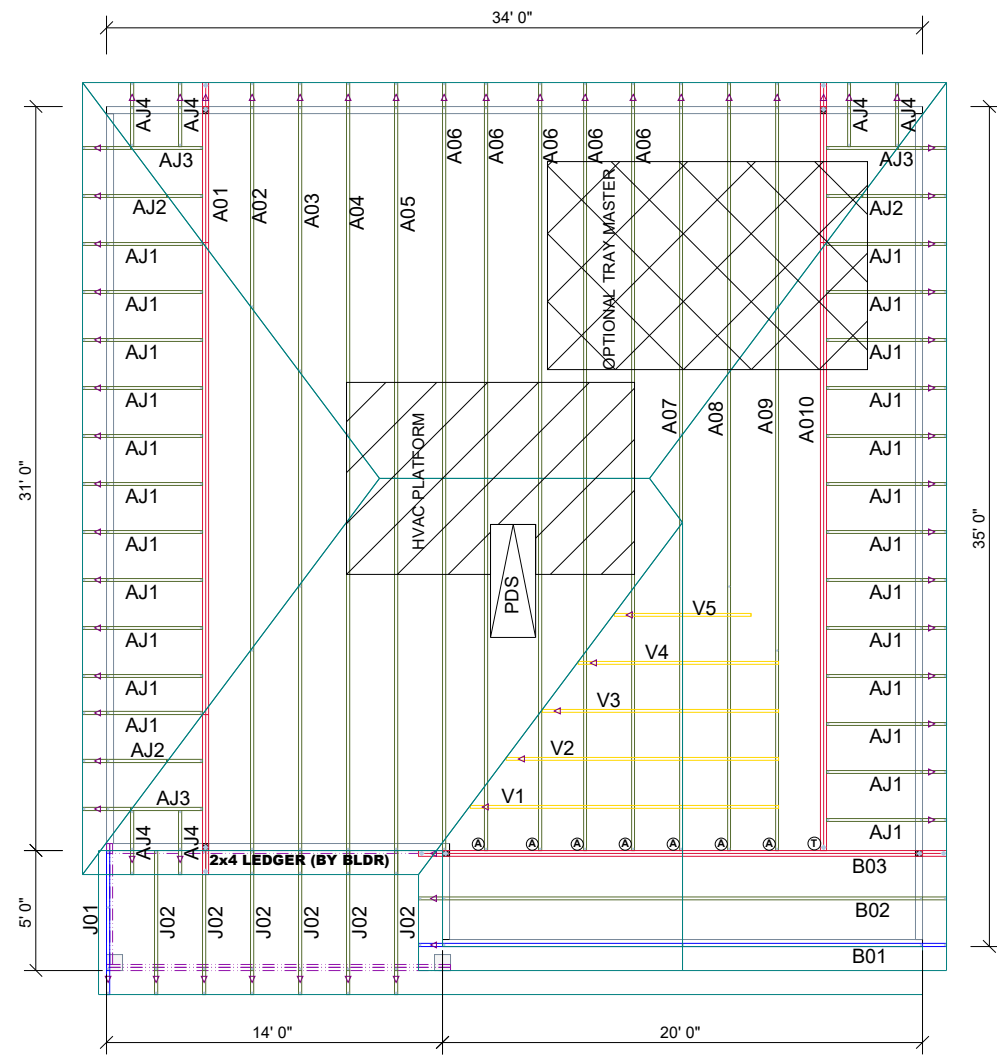 34' 0"
AJ4
AJ4
AJ4
AJ4
AJ3
AJ3
A06
A06
A06
A06
A06
AJ2
AJ2
A01
A02
A03
A04
A05
OPTIONAL TRAY MASTER
AJ1
AJ1
AJ1
AJ1
AJ1
AJ1
AJ1
AJ1
A07
A08
A09
A010
AJ1
AJ1
HVAC PLATFORM
31' 0"
35' 0"
AJ1
AJ1
AJ1
AJ1
PDS
AJ1
AJ1
V5
AJ1
AJ1
V4
AJ1
AJ1
V3
AJ1
AJ1
V2
AJ2
AJ1
V1
AJ3
AJ1
AJ4
AJ4
A
A
A
A
A
A
A
T
2x4 LEDGER (BY BLDR)
B03
5' 0"
J01
J02
J02
J02
J02
J02
J02
B02
B01
14' 0"
20' 0"